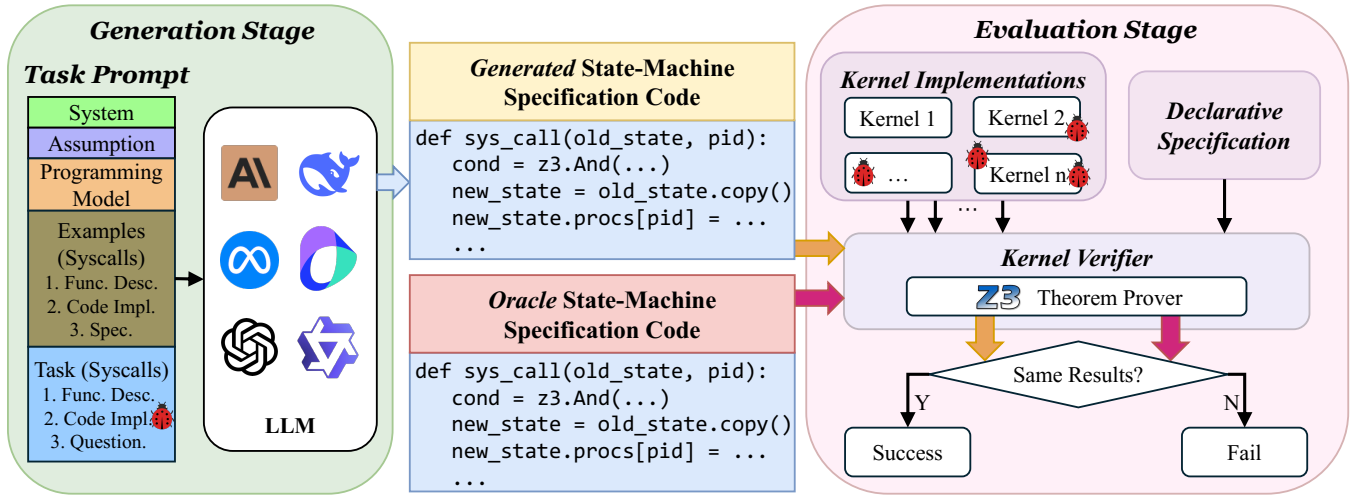 Generation Stage
Task Prompt
System
Assumption
Programming
Model
Examples
(Syscalls)
1. Func. Desc.
2. Code Impl.
3. Spec.
Task (Syscalls)
1. Func. Desc.
2. Code Impl.
3. Question.
LLM
Generated State-Machine
Specification Code
def sys_call(old_state, pid):
cond = z3.And(...)
new_state = old_state.copy()
new_state.procs[pid] = ...
...
Oracle State-Machine
Specification Code
def sys_call(old_state, pid):
cond = z3.And(...)
new_state = old_state.copy()
new_state.procs[pid] = ...
...
Evaluation Stage
Kernel Implementations
Kernel 1
Kernel 2
...
Kernel n
Declarative
Specification
...
Kernel Verifier
Z3 Theorem Prover
Same Results?
Y
N
Success
Fail